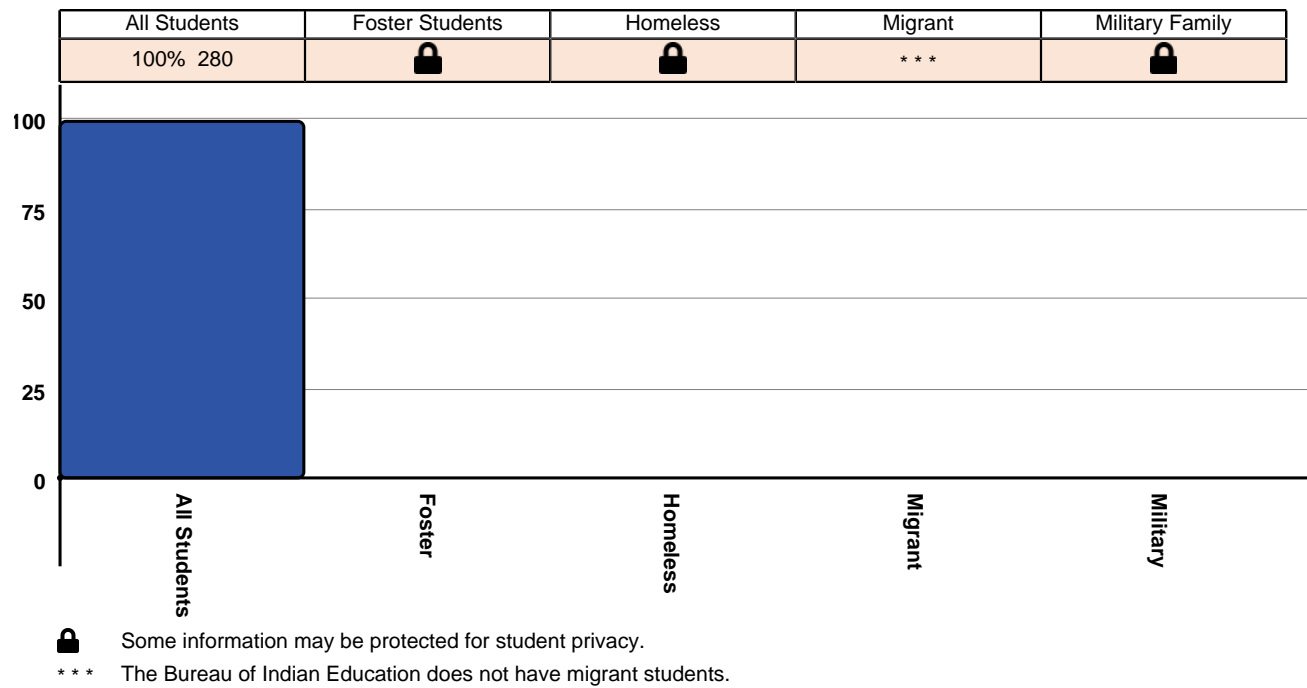 All Students Foster Students Homeless Migrant Military Family
100% 280 * * *
100
75
50
25
0
All Students Foster Homeless Migrant Military
Some information may be protected for student privacy.
* * * The Bureau of Indian Education does not have migrant students.